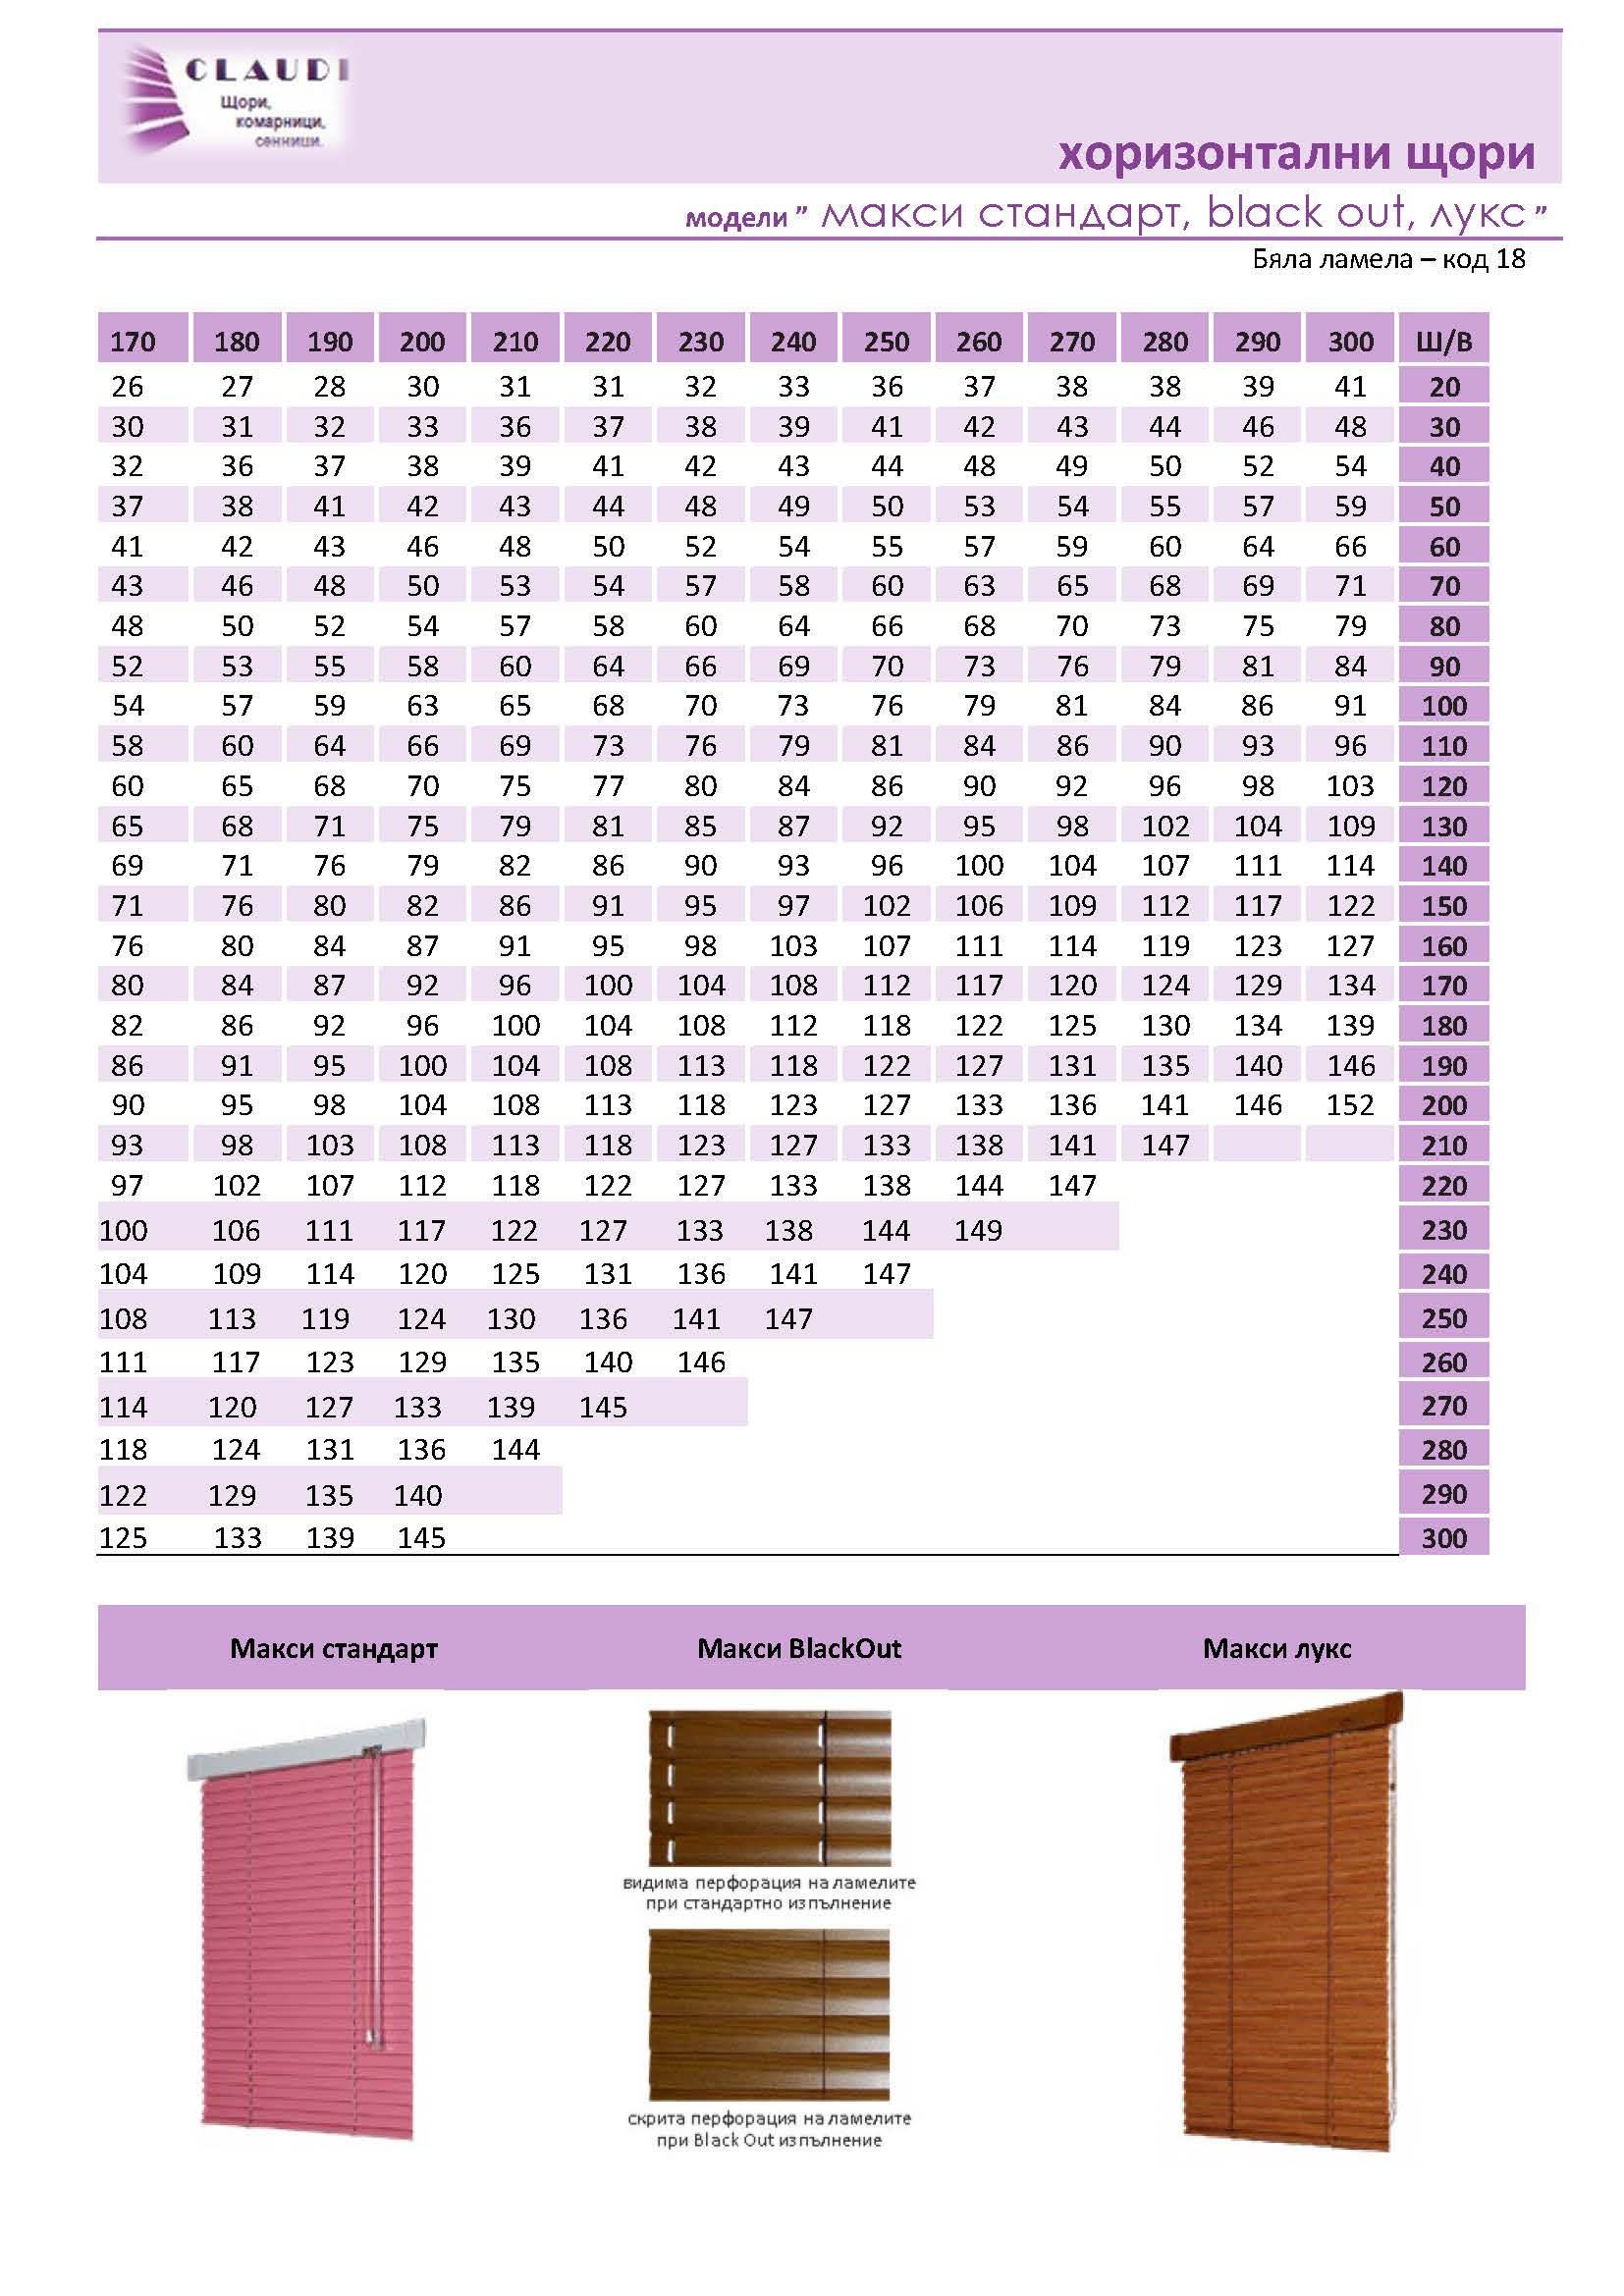 CLAUDI
Щори,
комарници,
сенници.
хоризонтални щори
модели ” макси стандарт, black out, лукс ”
Бяла ламела – код 18
170 180 190 200 210 220 230 240 250 260 270 280 290 300 Ш/В
26 27 28 30 31 31 32 33 36 37 38 38 39 41 20
30 31 32 33 36 37 38 39 41 42 43 44 46 48 30
32 36 37 38 39 41 42 43 44 48 49 50 52 54 40
37 38 41 42 43 44 48 49 50 53 54 55 57 59 50
41 42 43 46 48 50 52 54 55 57 59 60 64 66 60
43 46 48 50 53 54 57 58 60 63 65 68 69 71 70
48 50 52 54 57 58 60 64 66 68 70 73 75 79 80
52 53 55 58 60 64 66 69 70 73 76 79 81 84 90
54 57 59 63 65 68 70 73 76 79 81 84 86 91 100
58 60 64 66 69 73 76 79 81 84 86 90 93 96 110
60 65 68 70 75 77 80 84 86 90 92 96 98 103 120
65 68 71 75 79 81 85 87 92 95 98 102 104 109 130
69 71 76 79 82 86 90 93 96 100 104 107 111 114 140
71 76 80 82 86 91 95 97 102 106 109 112 117 122 150
76 80 84 87 91 95 98 103 107 111 114 119 123 127 160
80 84 87 92 96 100 104 108 112 117 120 124 129 134 170
82 86 92 96 100 104 108 112 118 122 125 130 134 139 180
86 91 95 100 104 108 113 118 122 127 131 135 140 146 190
90 95 98 104 108 113 118 123 127 133 136 141 146 152 200
93 98 103 108 113 118 123 127 133 138 141 147 210
97 102 107 112 118 122 127 133 138 144 147 220
100 106 111 117 122 127 133 138 144 149 230
104 109 114 120 125 131 136 141 147 240
108 113 119 124 130 136 141 147 250
111 117 123 129 135 140 146 260
114 120 127 133 139 145 270
118 124 131 136 144 280
122 129 135 140 290
125 133 139 145 300
Макси стандарт Макси BlackOut Макси лукс
видима перфорация на ламелите
при стандартно изпълнение
скрита перфорация на ламелите
при Black Out изпълнение